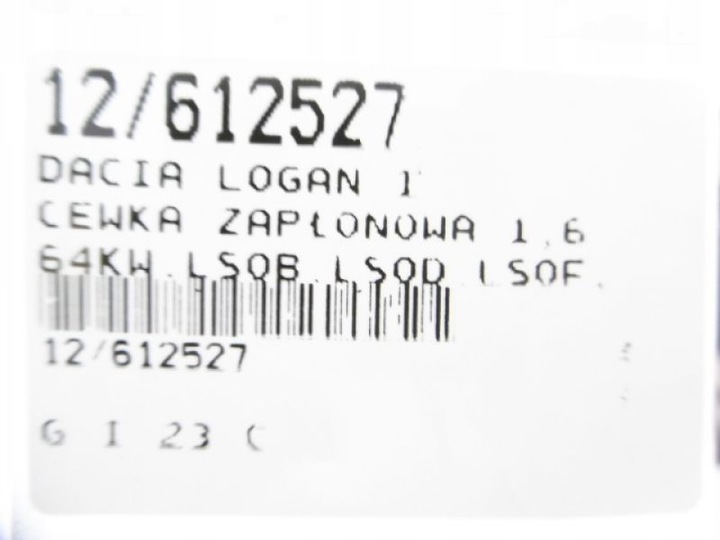 12/612527
DACIA LOGAN 1
CEWKA ZAPŁONOWA 1,6
64KW.LSOB.LSOD.LSOF.
12/612527
G I 23 C